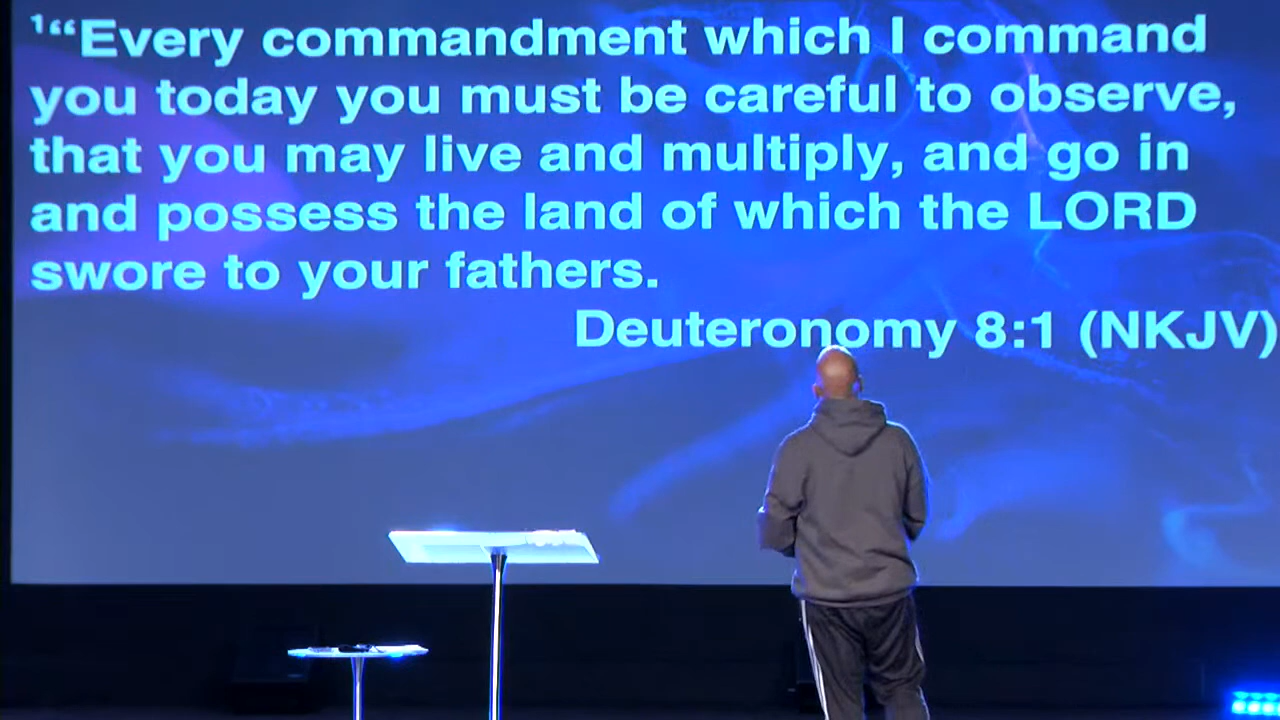 ¹“Every commandment which I command
you today you must be careful to observe,
that you may live and multiply, and go in
and possess the land of which the LORD
swore to your fathers.
Deuteronomy 8:1 (NKJV)